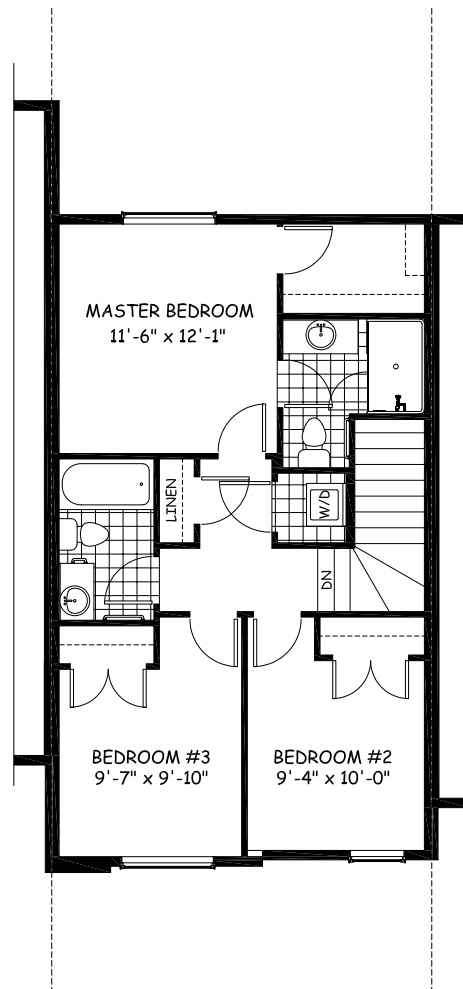 MASTER BEDROOM
11'-6" x 12'-1"
LINEN
W/D
DN
BEDROOM #3
9'-7" x 9'-10"
BEDROOM #2
9'-4" x 10'-0"